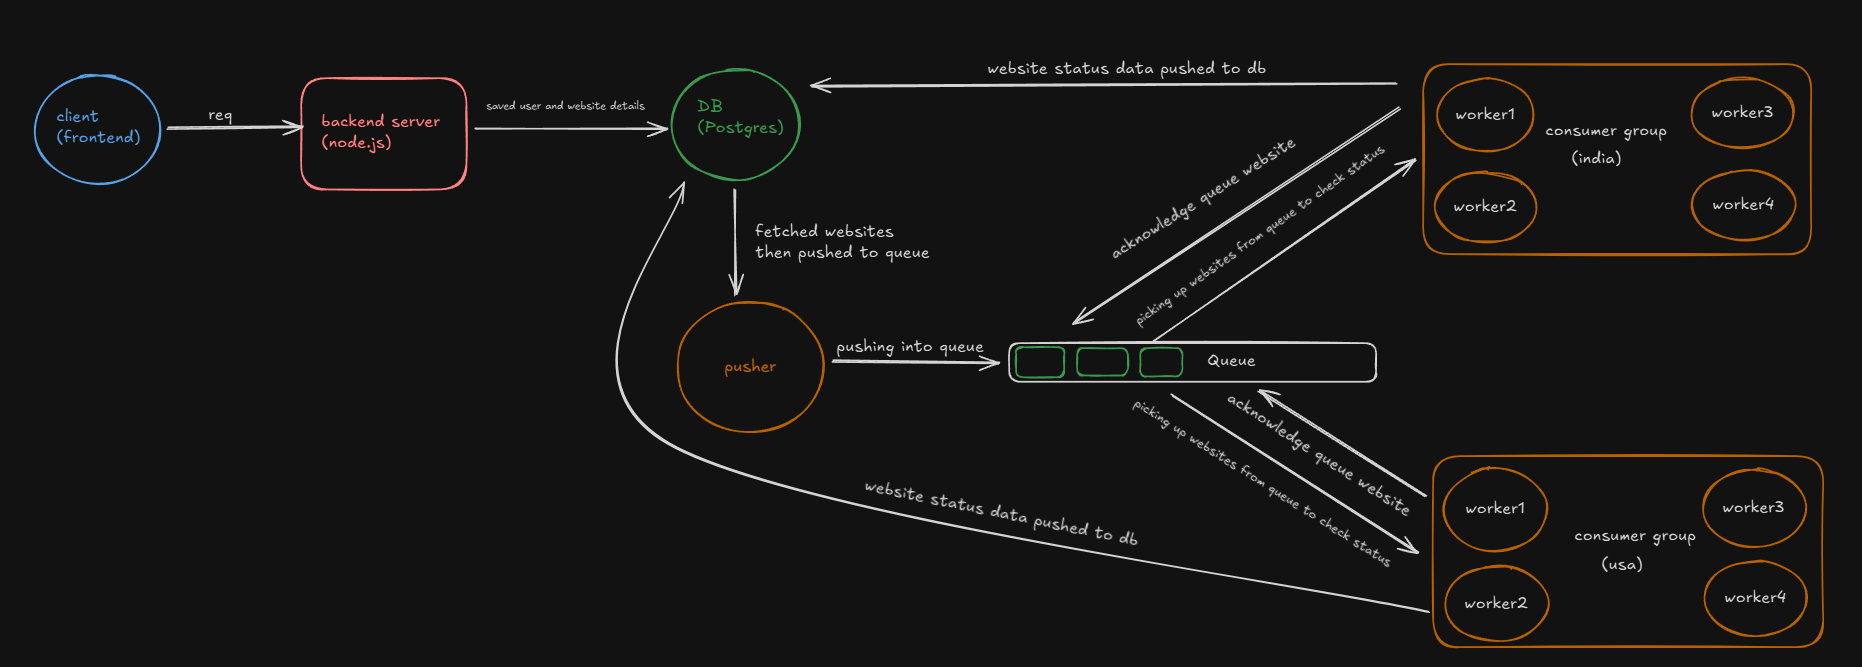 client
(frontend)
req
backend server
(node.js)
saved user and website details
DB
(Postgres)
website status data pushed to db
worker1
worker3
consumer group
(india)
worker2
worker4
acknowledge queue website
picking up websites from queue to check status
fetched websites
then pushed to queue
pusher
pushing into queue
Queue
acknowledge queue website
picking up websites from queue to check status
website status data pushed to db
worker1
worker3
consumer group
(usa)
worker2
worker4